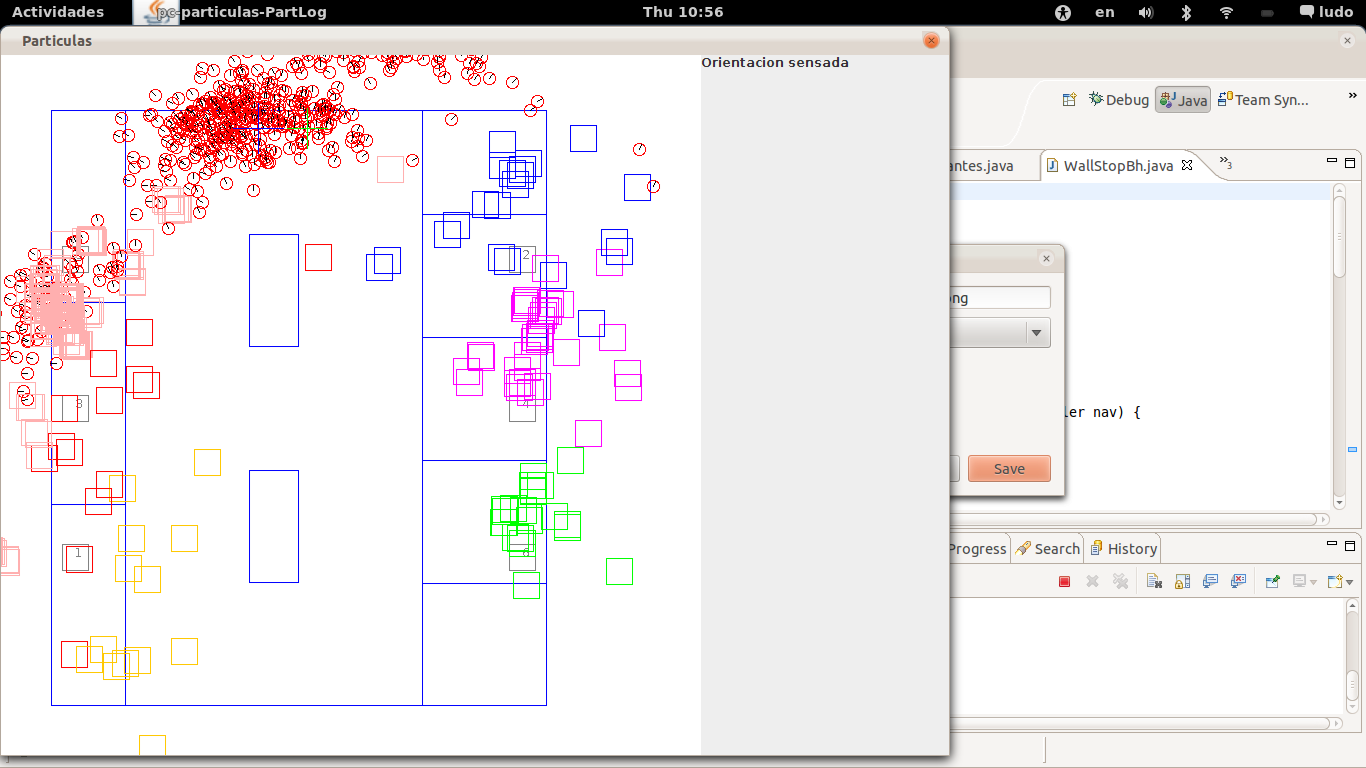 Actividades
pc-particulas-PartLog
Thu 10:56
en
ludo
Particulas
Orientacion sensada
Debug
Java
Team Syn...
»
antes.java
WallStopBh.java
»3
ng
ler nav) {
Save
Progress
Search
History
2
3
4
1
6